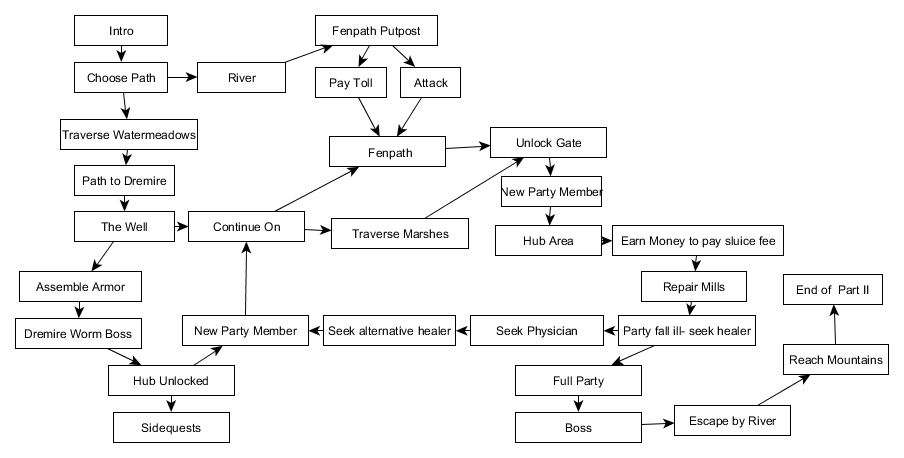 Intro
Fenpath Putpost
Choose Path
River
Pay Toll
Attack
Traverse Watermeadows
Fenpath
Unlock Gate
Path to Dremire
New Party Member
The Well
Continue On
Traverse Marshes
Hub Area
Earn Money to pay sluice fee
Assemble Armor
Repair Mills
End of  Part II
Dremire Worm Boss
New Party Member
Seek alternative healer
Seek Physician
Party fall ill- seek healer
Reach Mountains
Hub Unlocked
Full Party
Sidequests
Boss
Escape by River